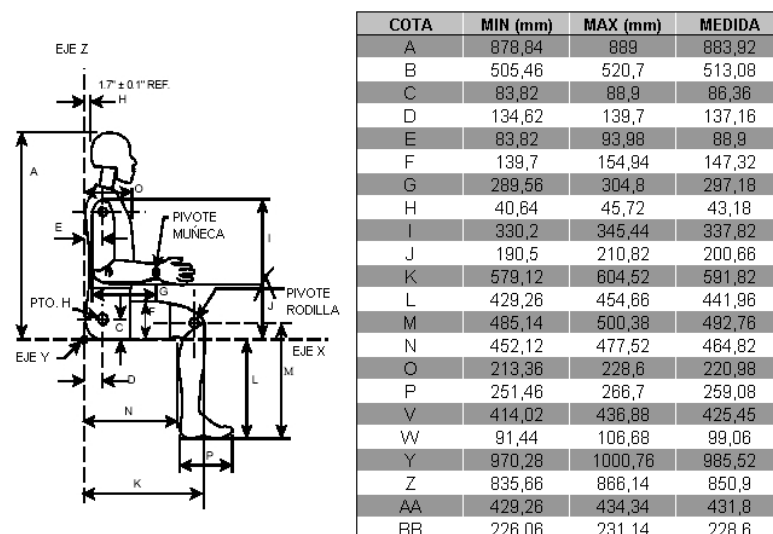 EJE Z
1.7" ± 0.1" REF.
H
A
O
E
PIVOTE
MUÑECA
I
G
J
PTO. H
C
F
PIVOTE
RODILLA
EJE Y
EJE X
D
L
M
N
P
K
COTA MIN (mm) MAX (mm) MEDIDA
A 878,84 889 883,92
B 505,46 520,7 513,08
C 83,82 88,9 86,36
D 134,62 139,7 137,16
E 83,82 93,98 88,9
F 139,7 154,94 147,32
G 289,56 304,8 297,18
H 40,64 45,72 43,18
I 330,2 345,44 337,82
J 190,5 210,82 200,66
K 579,12 604,52 591,82
L 429,26 454,66 441,96
M 485,14 500,38 492,76
N 452,12 477,52 464,82
O 213,36 228,6 220,98
P 251,46 266,7 259,08
V 414,02 436,88 425,45
W 91,44 106,68 99,06
Y 970,28 1000,76 985,52
Z 835,66 866,14 850,9
AA 429,26 434,34 431,8
BB 226,06 231,14 228,6